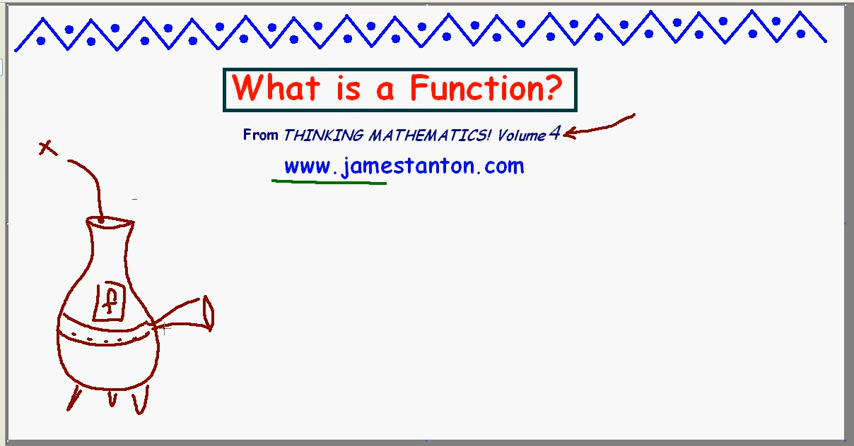 What is a Function?
From THINKING MATHEMATICS! Volume 4
www.jamestanton.com
x
f